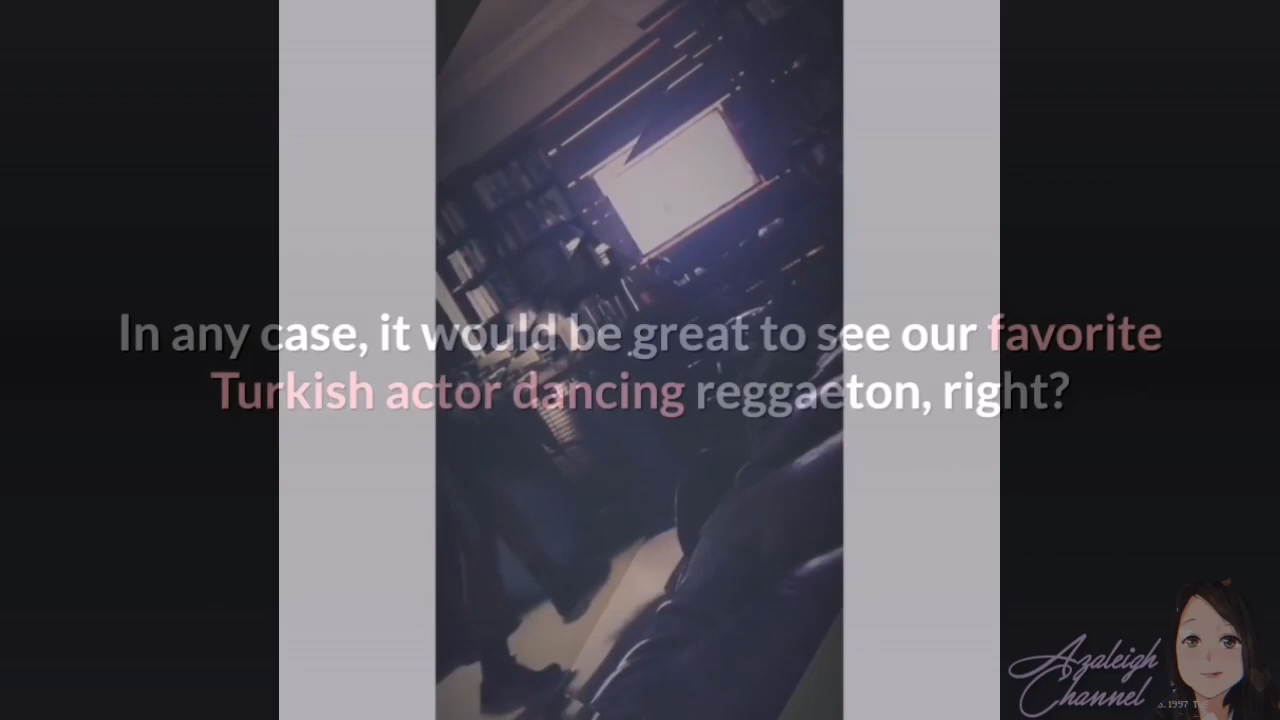 In any case, it would be great to see our favorite
Turkish actor dancing reggaeton, right?
Azaleigh
Channel